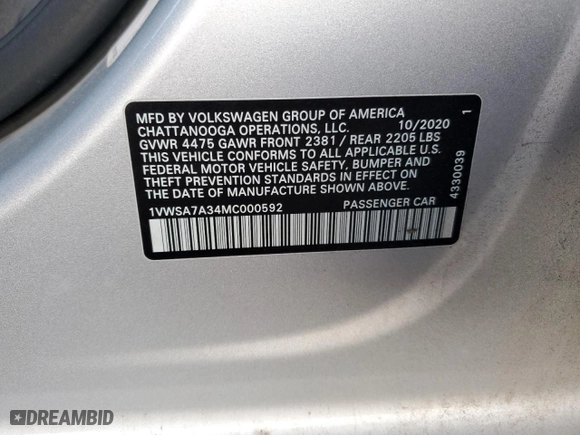 MFD BY VOLKSWAGEN GROUP OF AMERICA
CHATTANOOGA OPERATIONS, LLC. 10/2020
GVWR 4475 GAWR FRONT 2381 / REAR 2205 LBS
THIS VEHICLE CONFORMS TO ALL APPLICABLE
U.S. FEDERAL MOTOR VEHICLE SAFETY, BUMPER AND
THEFT PREVENTION STANDARDS IN EFFECT ON THE
DATE OF MANUFACTURE SHOWN ABOVE.
1VWSA7A34MC000592 PASSENGER CAR
4330039 1
DREAMBID